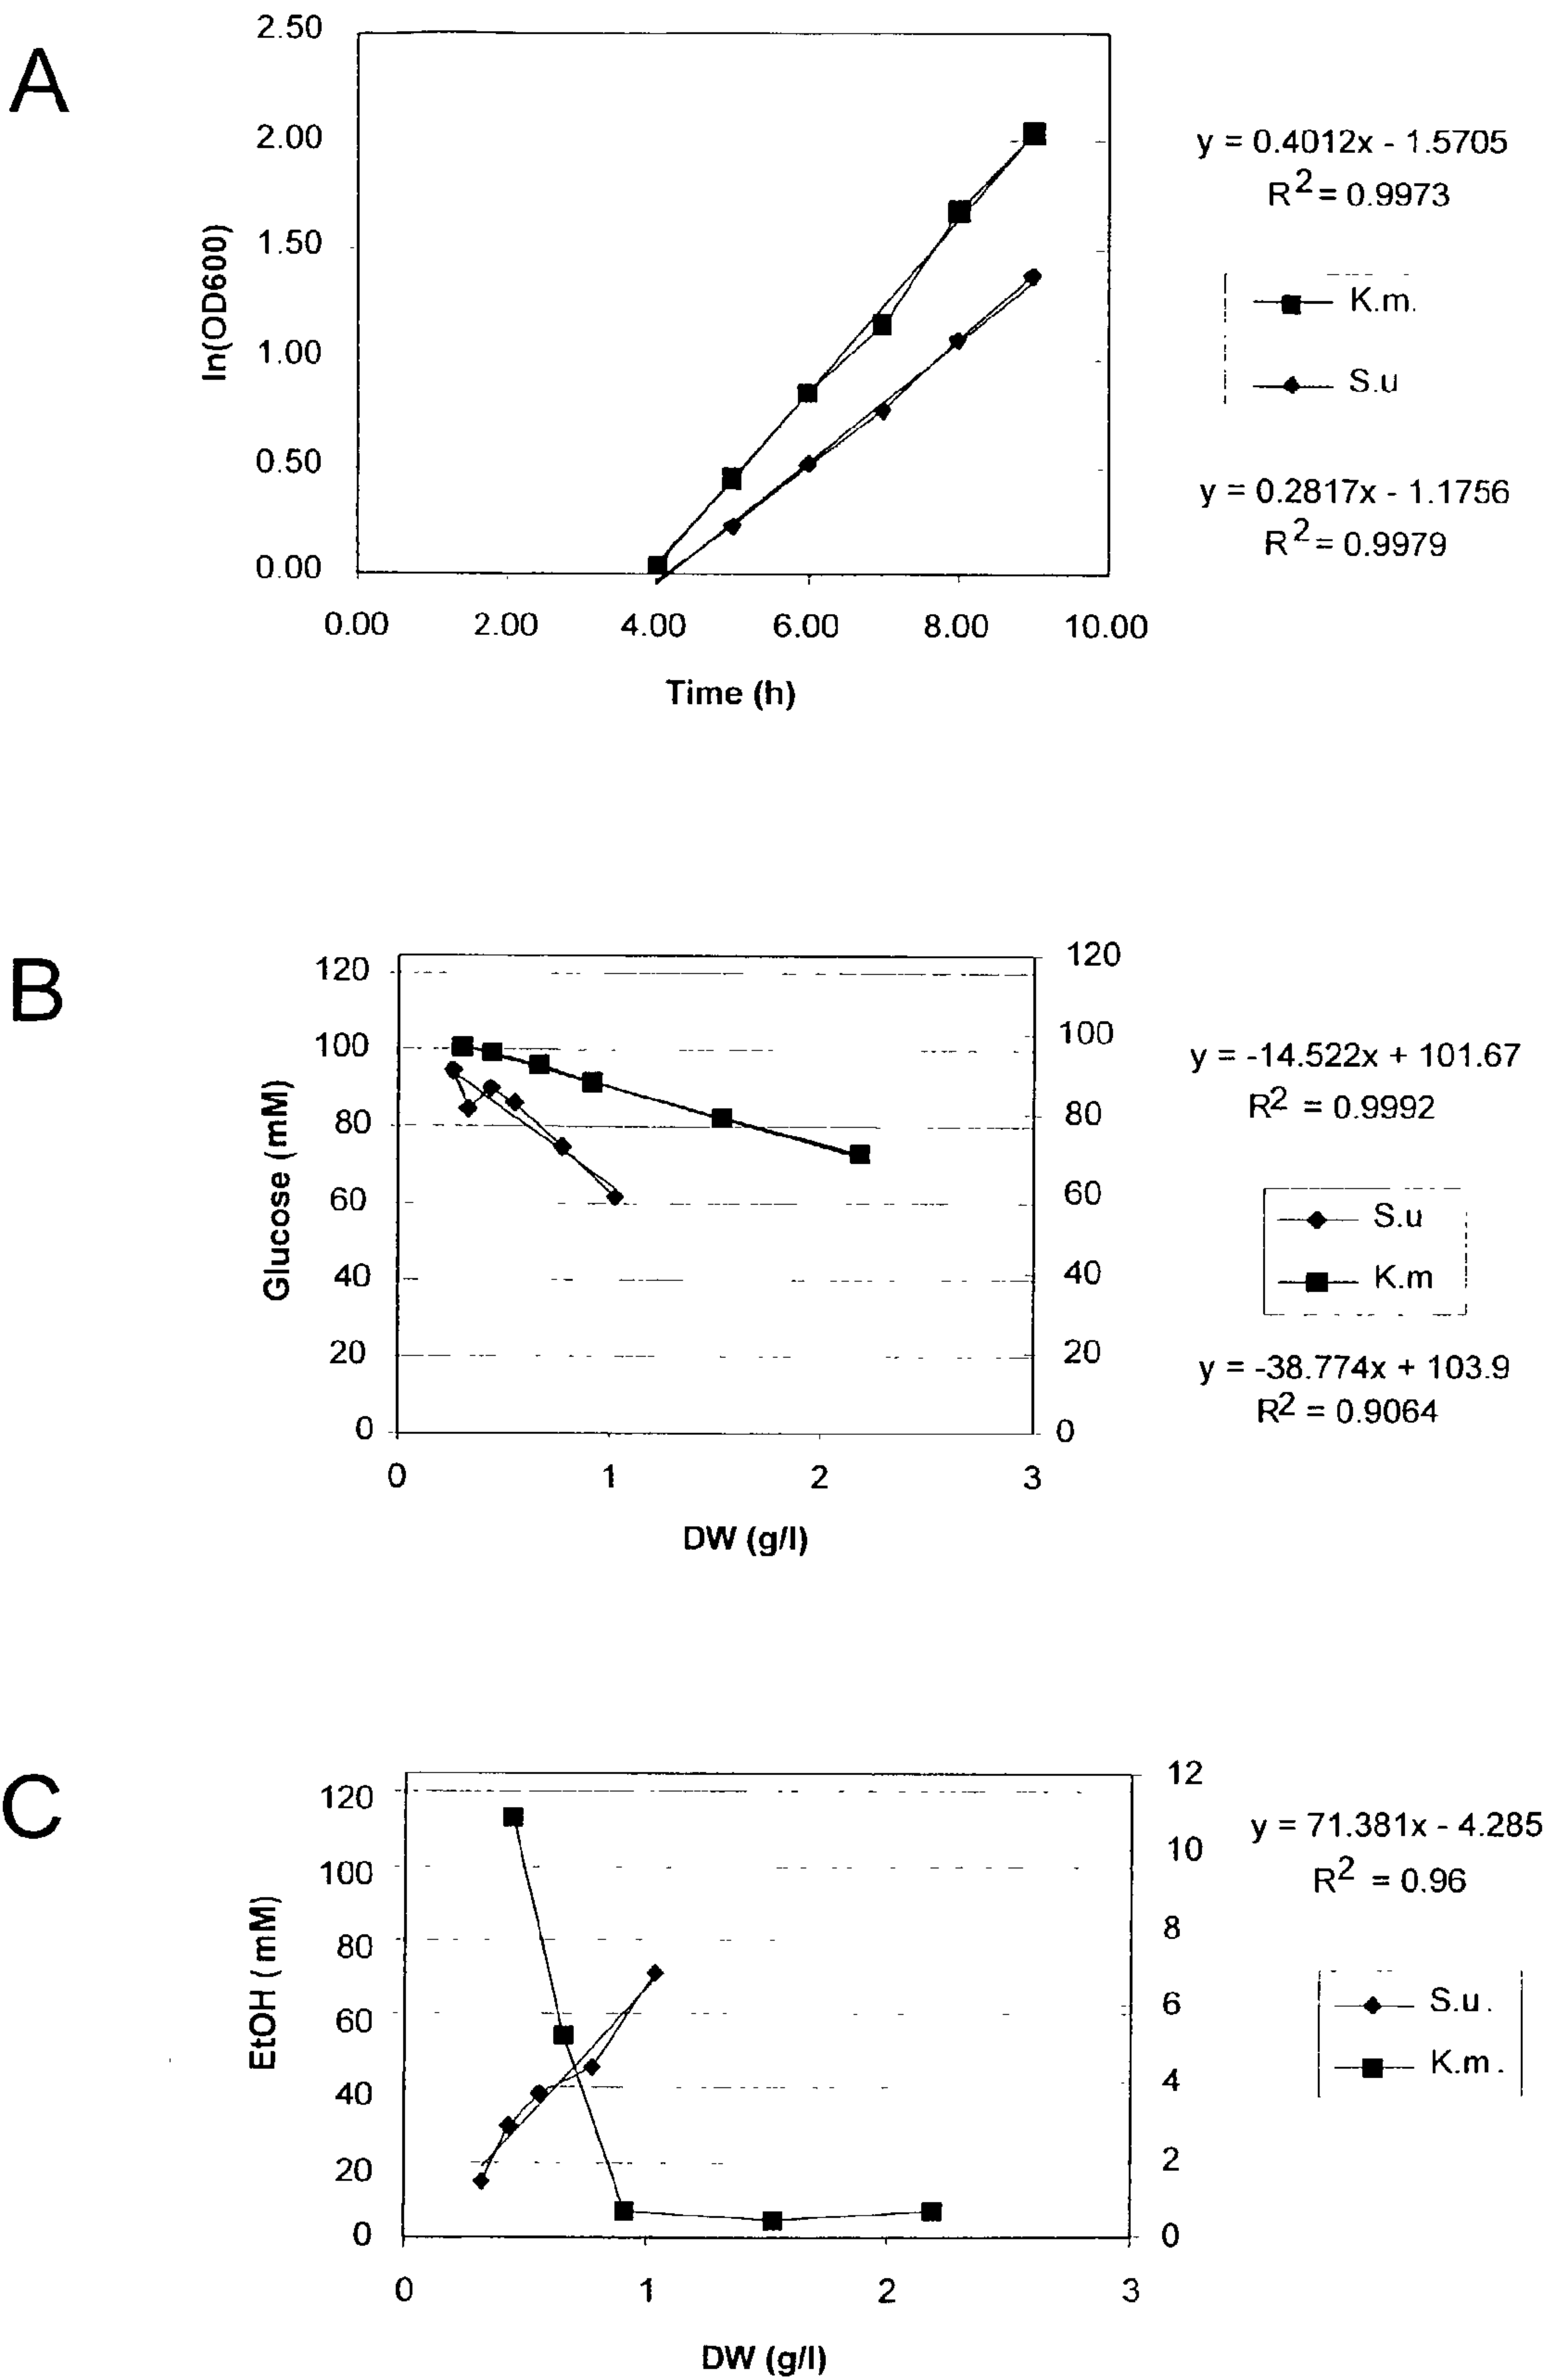 A
2.50
2.00
1.50
1.00
0.50
0.00
ln(OD600)
0.00 2.00 4.00 6.00 8.00 10.00
Time (h)
y = 0.4012x - 1.5705
R2 = 0.9973
K.m.
S.u
y = 0.2817x - 1.1756
R2 = 0.9979
B
120
100
80
60
40
20
0
Glucose (mM)
120
100
80
60
40
20
0
0 1 2 3
DW (g/l)
y = -14.522x + 101.67
R2 = 0.9992
S.u
K.m
y = -38.774x + 103.9
R2 = 0.9064
C
120
100
80
60
40
20
0
EtOH ( mM)
12
10
8
6
4
2
0
0 1 2 3
DW (g/l)
y = 71.381x - 4.285
R2 = 0.96
S.u.
K.m.